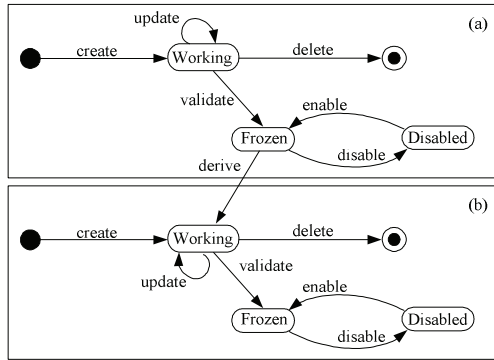 (a)
update
create
Working
delete
validate
enable
Frozen
Disabled
disable
derive
(b)
create
Working
delete
update
validate
enable
Frozen
Disabled
disable